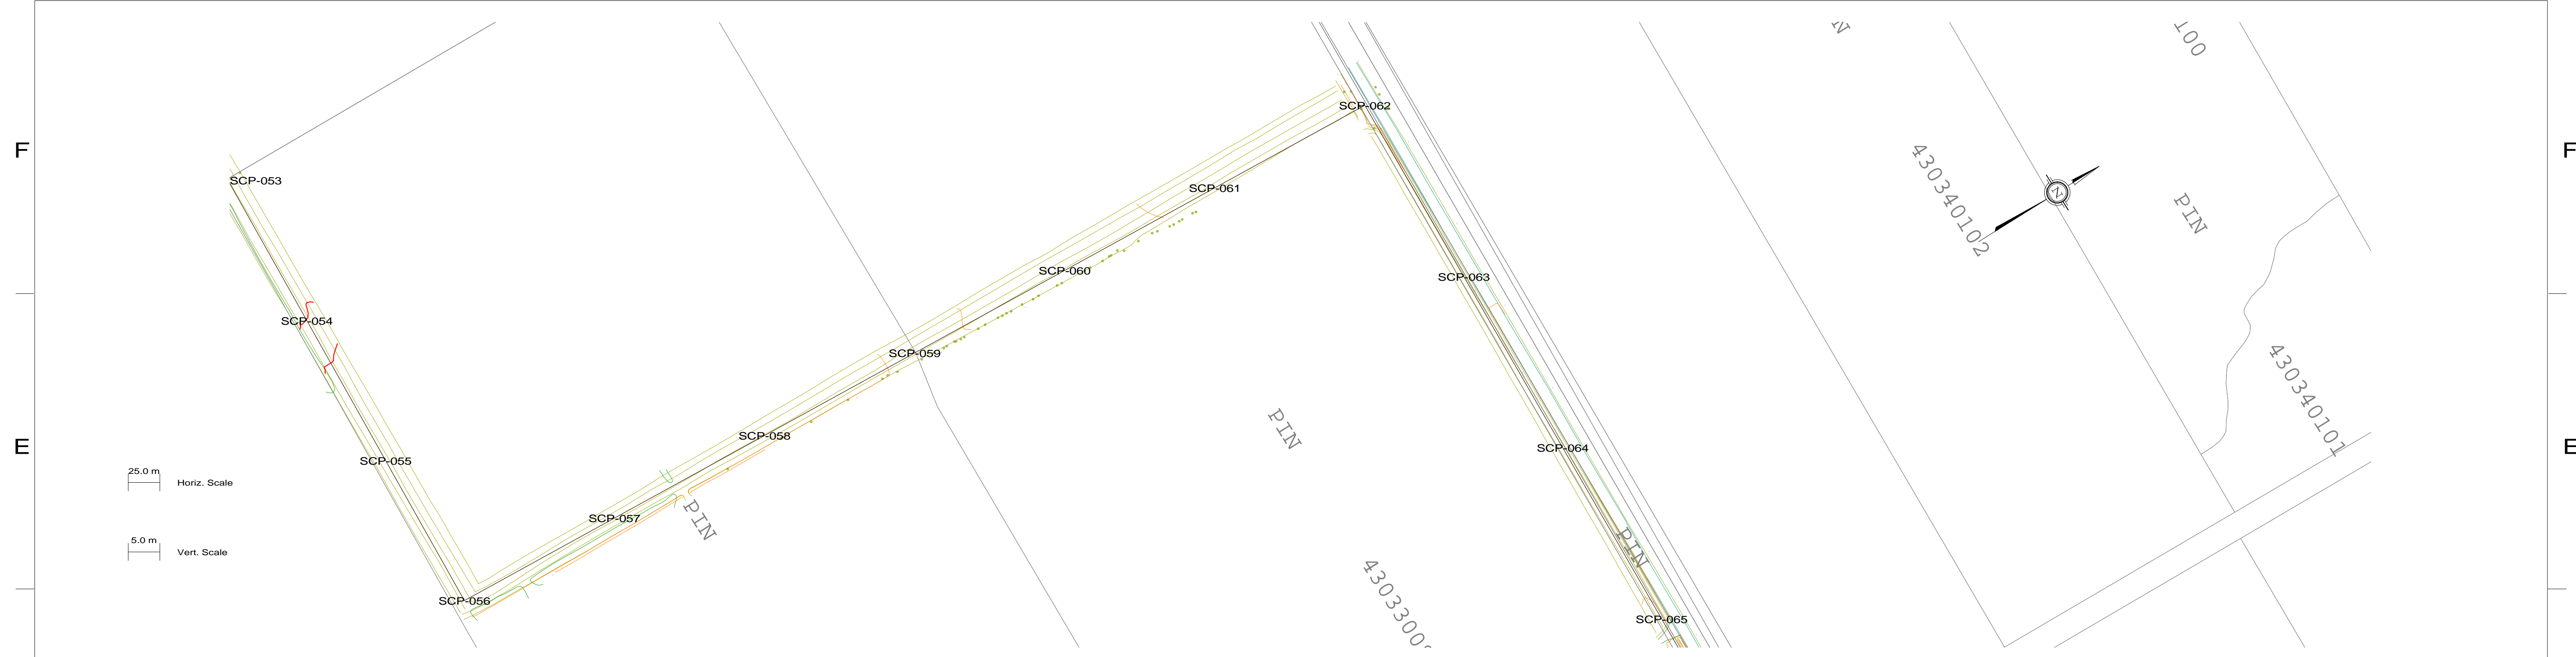 N
100
SCP-062
F
F
SCP-053
430340102
SCP-061
N
PIN
SCP-060
SCP-063
SCP-054
SCP-059
430340101
PIN
SCP-058
E
E
SCP-064
SCP-055
25.0 m
Horiz. Scale
PIN
SCP-057
PIN
5.0 m
Vert. Scale
SCP-056
SCP-065